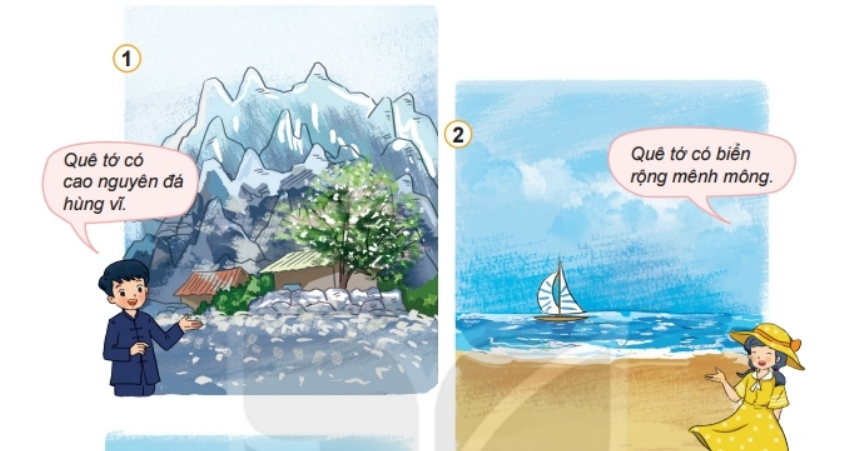 1
Quê tớ có
cao nguyên đá
hùng vĩ.
2
Quê tớ có biển
rộng mênh mông.